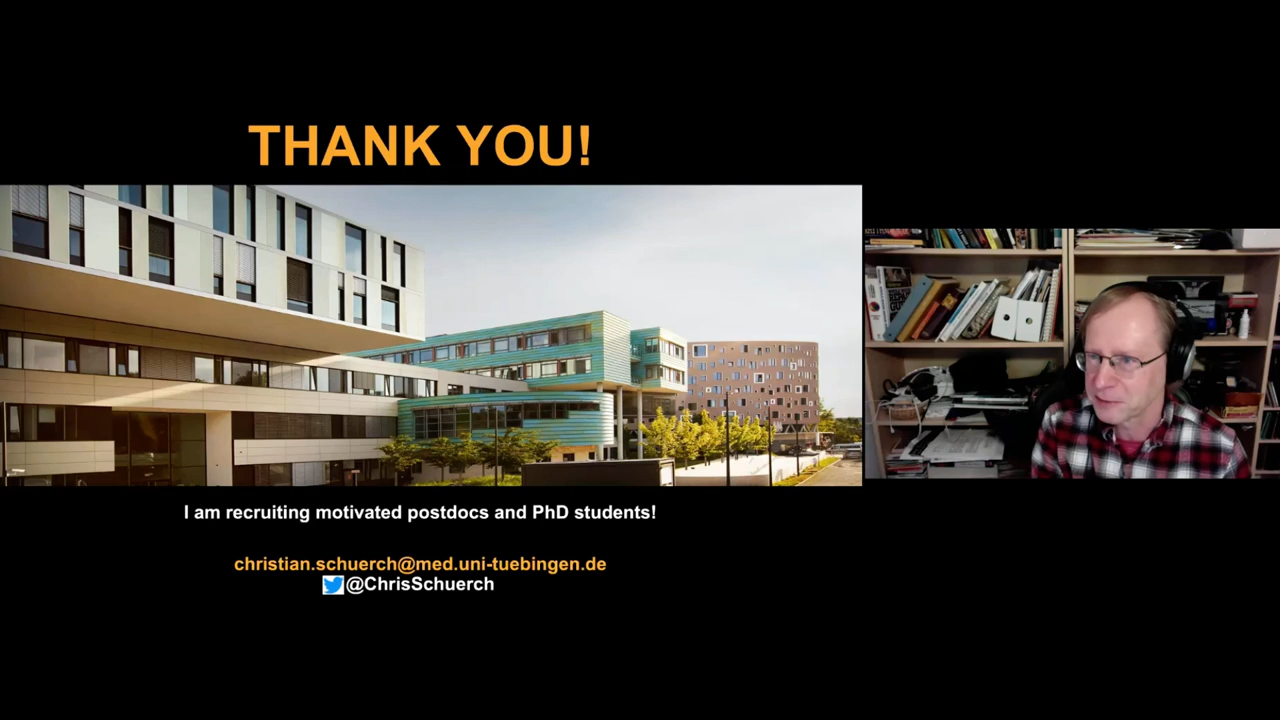 THANK YOU!
I am recruiting motivated postdocs and PhD students!
christian.schuerch@med.uni-tuebingen.de
@ChrisSchuerch